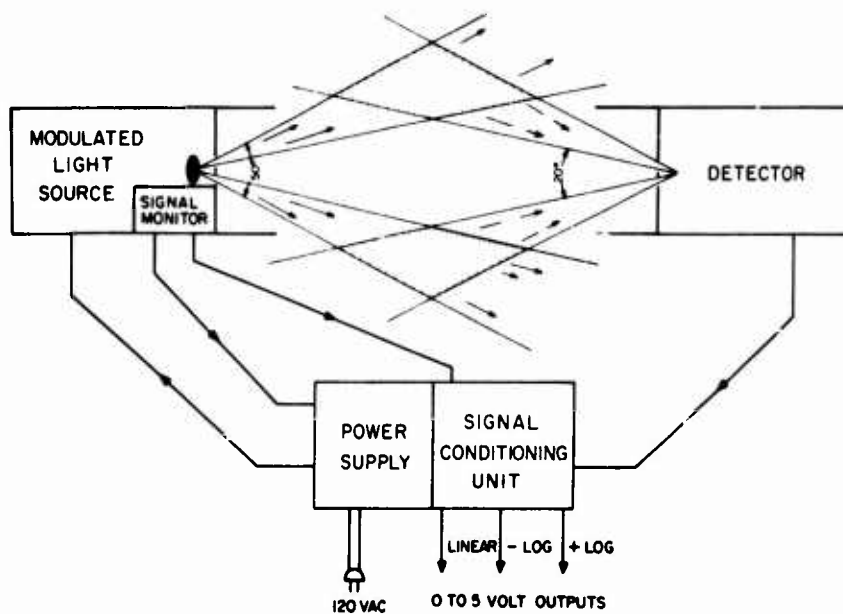 MODULATED
LIGHT
SOURCE
SIGNAL
MONITOR
20°
DETECTOR
POWER
SUPPLY
SIGNAL
CONDITIONING
UNIT
LINEAR - LOG + LOG
120 VAC
0 TO 5 VOLT OUTPUTS